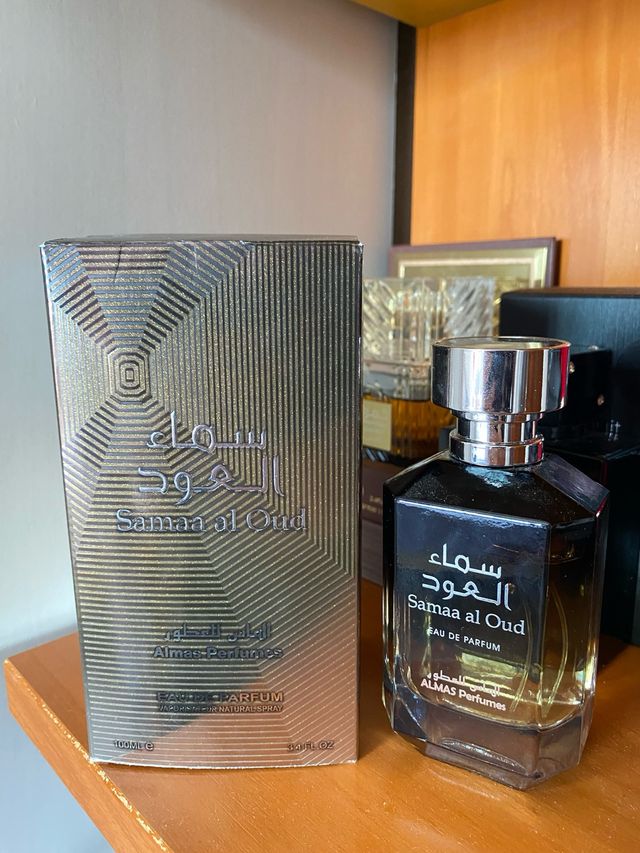 سماء
العود
Samaa al Oud
الماس للعطور
Almas Perfumes
EAU DE PARFUM
VAPORISATEUR NATURAL SPRAY
100ML e
3.4 FL OZ
سماء
العود
Samaa al Oud
EAU DE PARFUM
الماس للعطور
ALMAS Perfumes